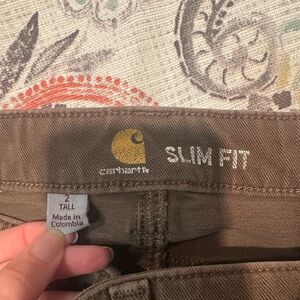 carhartt
SLIM FIT
2
TALL
Made in
Colombia